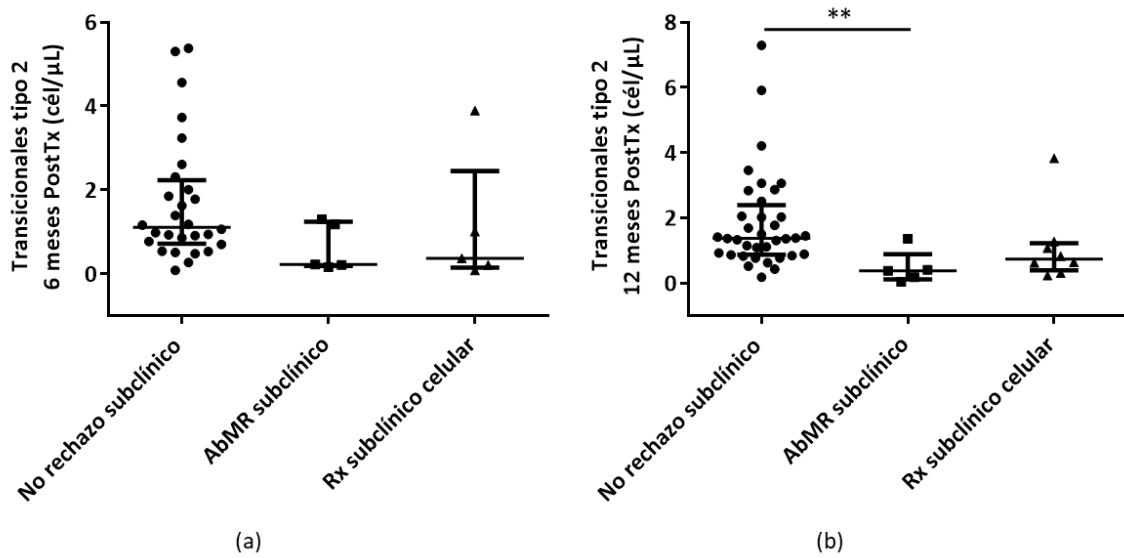 Transicionales tipo 2
6 meses PostTx (cél/µL)
6
4
2
0
No rechazo subclínico
AbMR subclínico
Rx subclínico celular
(a)
Transicionales tipo 2
12 meses PostTx (cél/µL)
8
6
4
2
0
**
No rechazo subclínico
AbMR subclínico
Rx subclínico celular
(b)